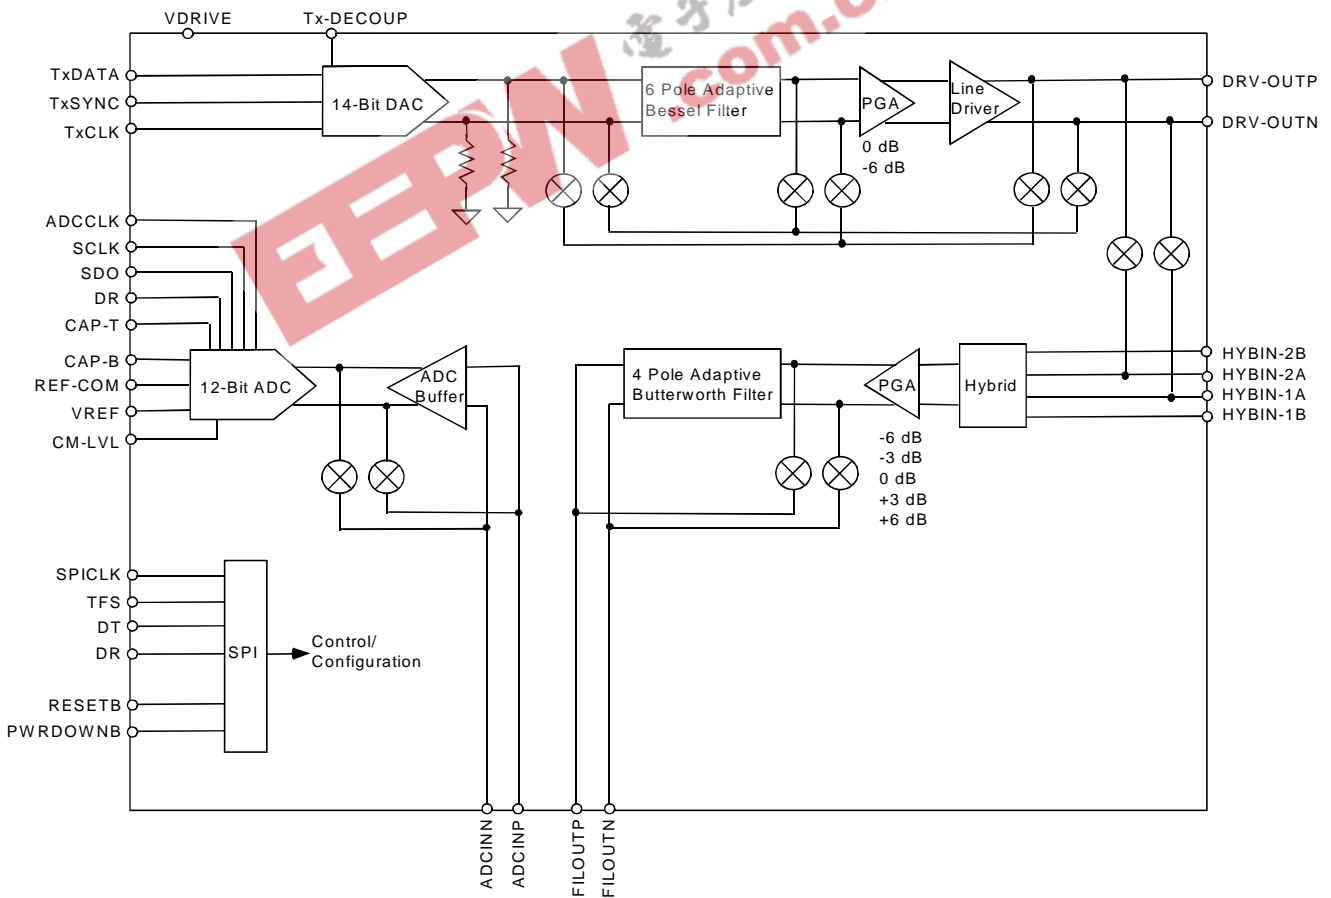 VDRIVE
Tx-DECOUP
電子
.com.c
EEPW
TxDATA
TxSYNC
TxCLK
14-Bit DAC
6 Pole Adaptive
Bessel Filter
PGA
0 dB
-6 dB
Line
Driver
DRV-OUTP
DRV-OUTN
ADCCLK
SCLK
SDO
DR
CAP-T
CAP-B
REF-COM
VREF
CM-LVL
12-Bit ADC
ADC
Buffer
4 Pole Adaptive
Butterworth Filter
PGA
-6 dB
-3 dB
0 dB
+3 dB
+6 dB
Hybrid
HYBIN-2B
HYBIN-2A
HYBIN-1A
HYBIN-1B
SPICLK
TFS
DT
DR
RESETB
PWRDOWNB
SPI
Control/
Configuration
ADCINN
ADCINP
FILOUTP
FILOUTN